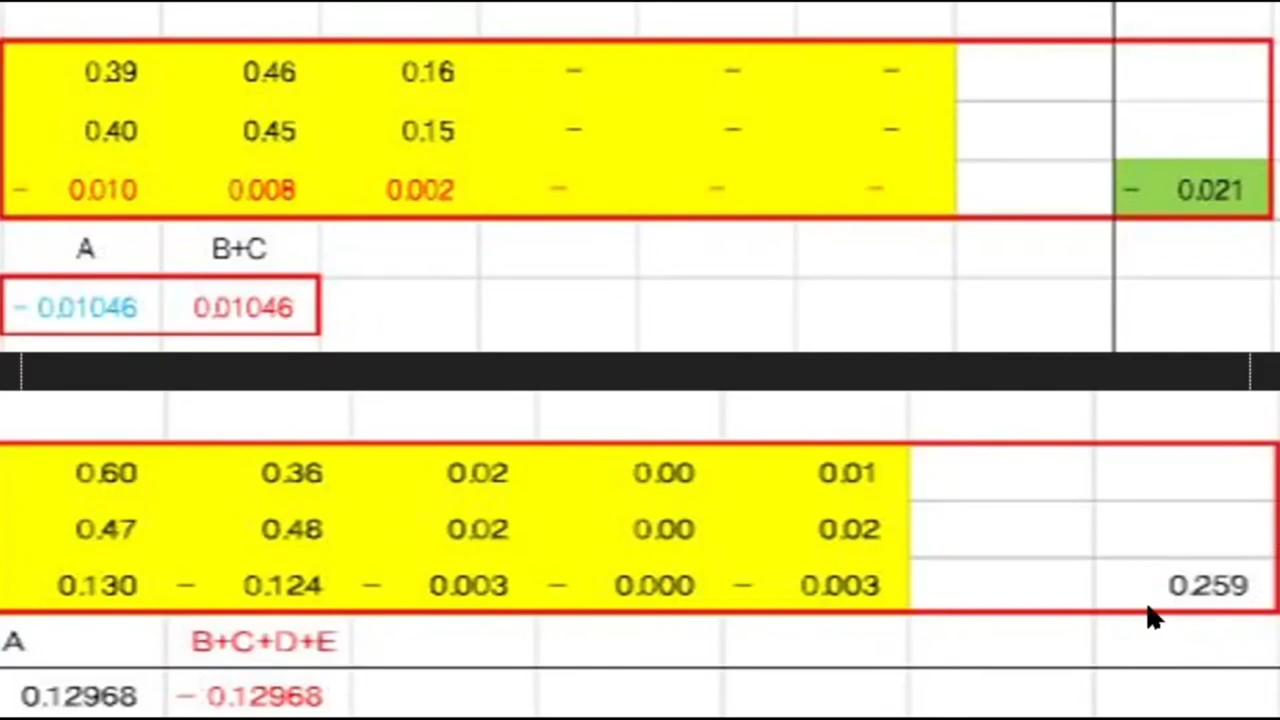 0.39 0.46 0.16 – – –
0.40 0.45 0.15 – – –
– 0.010 0.008 0.002 – – – – 0.021
A B+C
– 0.01046 0.01046
0.60 0.36 0.02 0.00 0.01
0.47 0.48 0.02 0.00 0.02
0.130 – 0.124 – 0.003 – 0.000 – 0.003 0.259
A B+C+D+E
0.12968 – 0.12968